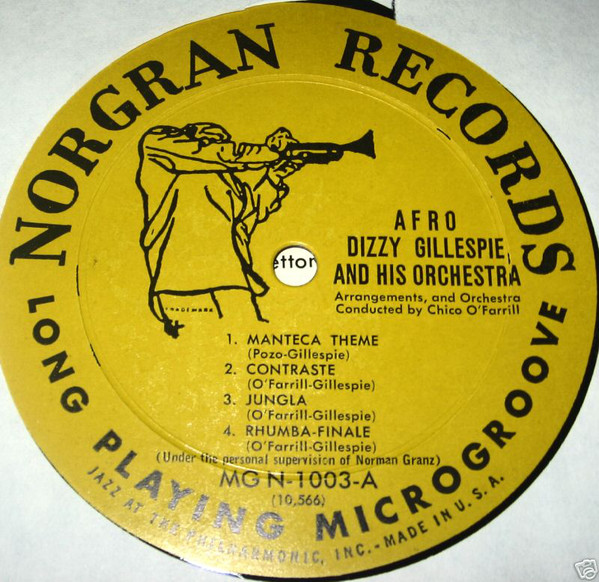 NORGRAN RECORDS
TRADEMARK
AFRO
DIZZY GILLESPIE,
AND HIS ORCHESTRA
Arrangements, and Orchestra
Conducted by Chico O'Farrill
ettor
1. MANTECA THEME
(Pozo-Gillespie)
2. CONTRASTE
(O'Farrill-Gillespie)
3. JUNGLA
(O'Farrill-Gillespie)
4. RHUMBA-FINALE
(O'Farrill-Gillespie)
(Under the personal supervision of Norman Granz)
MG N-1003-A
(10,566)
LONG PLAYING MICROGROOVE
JAZZ AT THE PHILHARMONIC, INC.-MADE IN U.S.A.